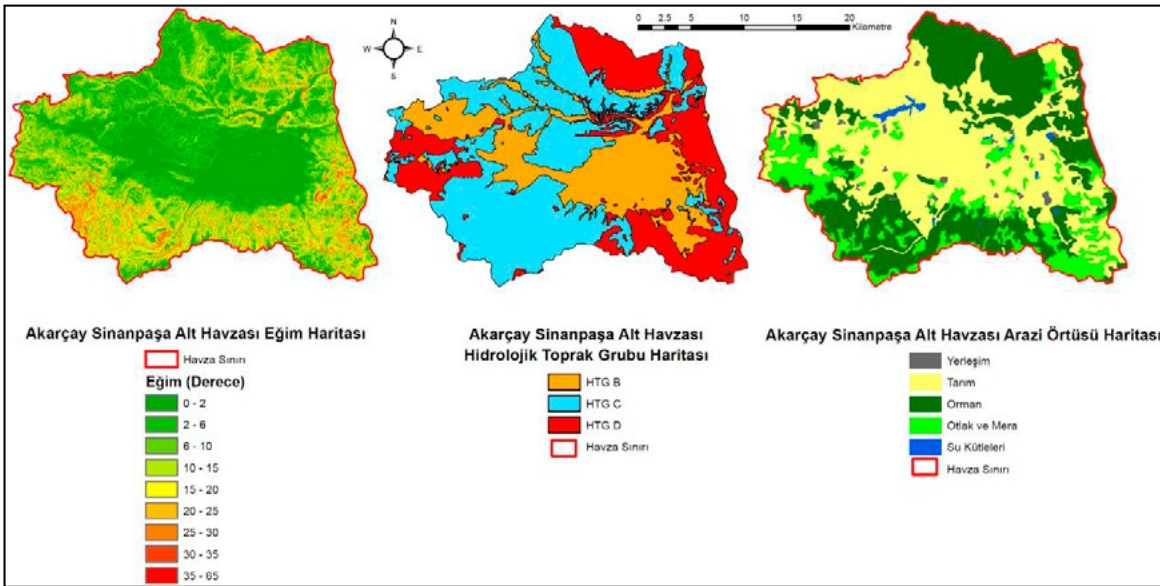 N
W E
S
0 2.5 5 10 15 20
Kilometre
Akarçay Sinanpaşa Alt Havzası Eğim Haritası
Havza Sınırı
Eğim (Derece)
0 - 2
2 - 6
6 - 10
10 - 15
15 - 20
20 - 25
25 - 30
30 - 35
35 - 65
Akarçay Sinanpaşa Alt Havzası
Hidrolojik Toprak Grubu Haritası
HTG B
HTG C
HTG D
Havza Sınırı
Akarçay Sinanpaşa Alt Havzası Arazi Örtüsü Haritası
Yerleşim
Tarım
Orman
Otlak ve Mera
Su Kütleleri
Havza Sınırı